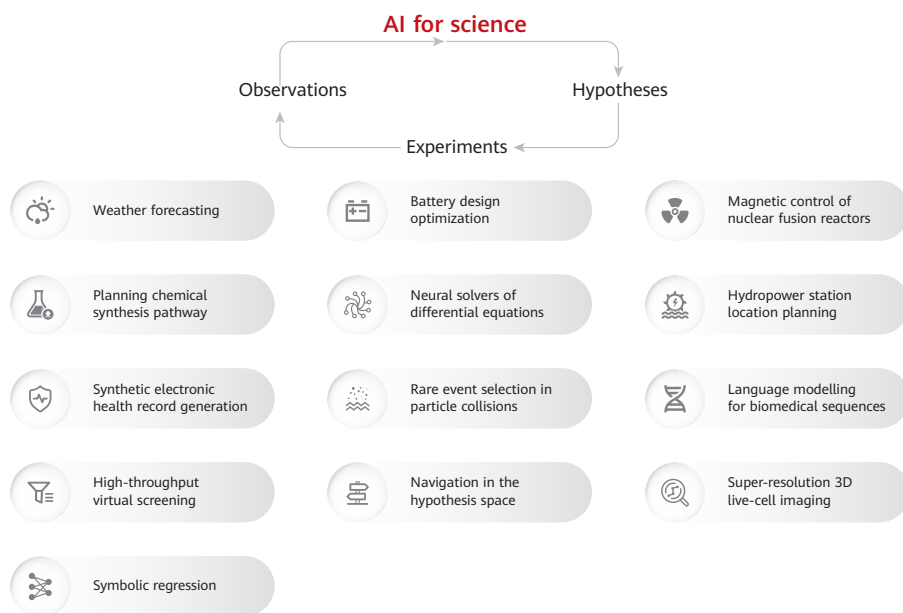 AI for science
Observations
Hypotheses
Experiments
Weather forecasting
Battery design
optimization
Magnetic control of
nuclear fusion reactors
Planning chemical
synthesis pathway
Neural solvers of
differential equations
Hydropower station
location planning
Synthetic electronic
health record generation
Rare event selection in
particle collisions
Language modelling
for biomedical sequences
High-throughput
virtual screening
Navigation in the
hypothesis space
Super-resolution 3D
live-cell imaging
Symbolic regression